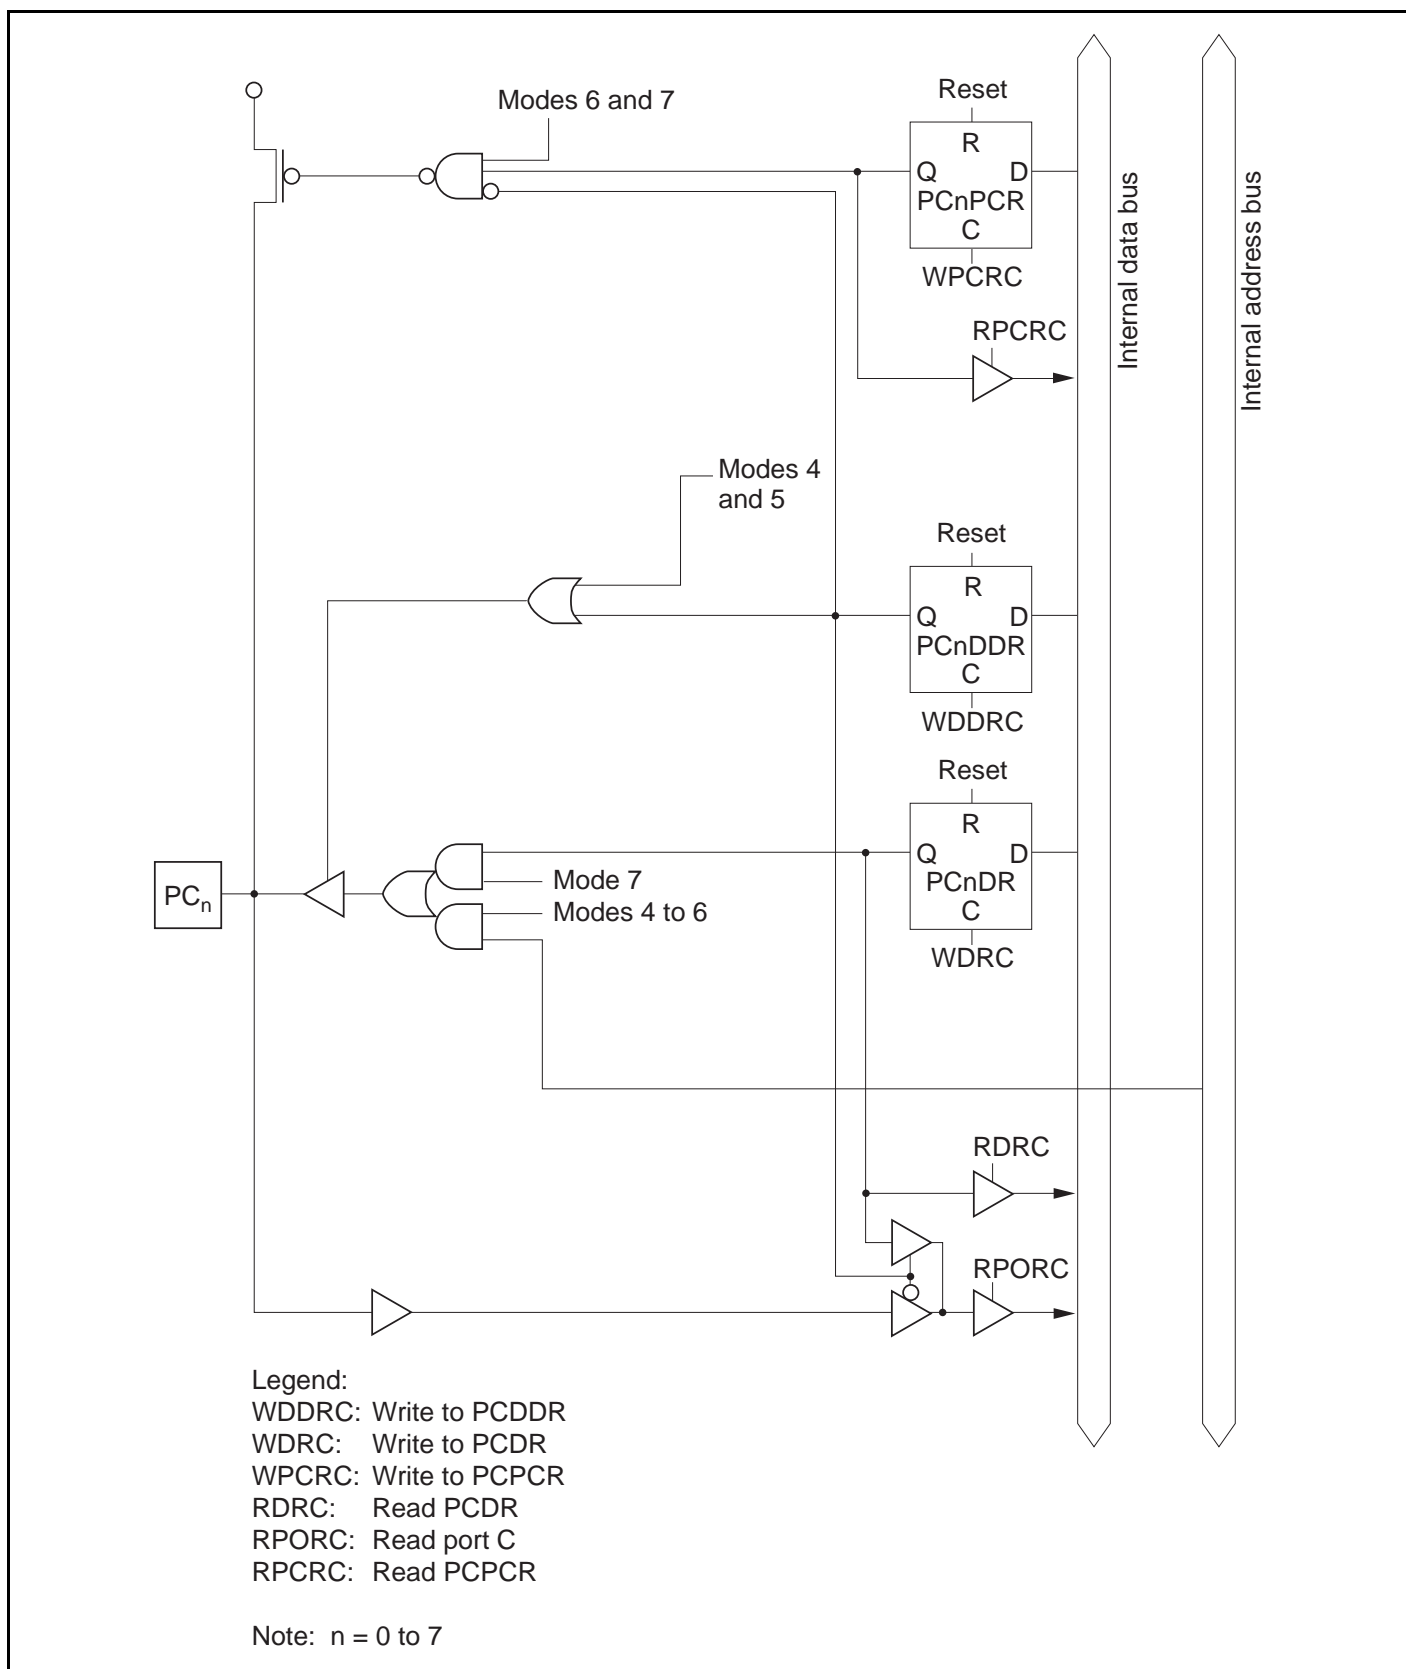 Modes 6 and 7
Reset
R
Q D
PCnPCR
C
WPCRC
RPCRC
Internal data bus
Internal address bus
Modes 4
and 5
Reset
R
Q D
PCnDDR
C
WDDRC
Reset
R
Q D
PCnDR
C
WDRC
PCn
Mode 7
Modes 4 to 6
RDRC
RPORC
Legend:
WDDRC: Write to PCDDR
WDRC: Write to PCDR
WPCRC: Write to PCPCR
RDRC: Read PCDR
RPORC: Read port C
RPCRC: Read PCPCR
Note: n = 0 to 7